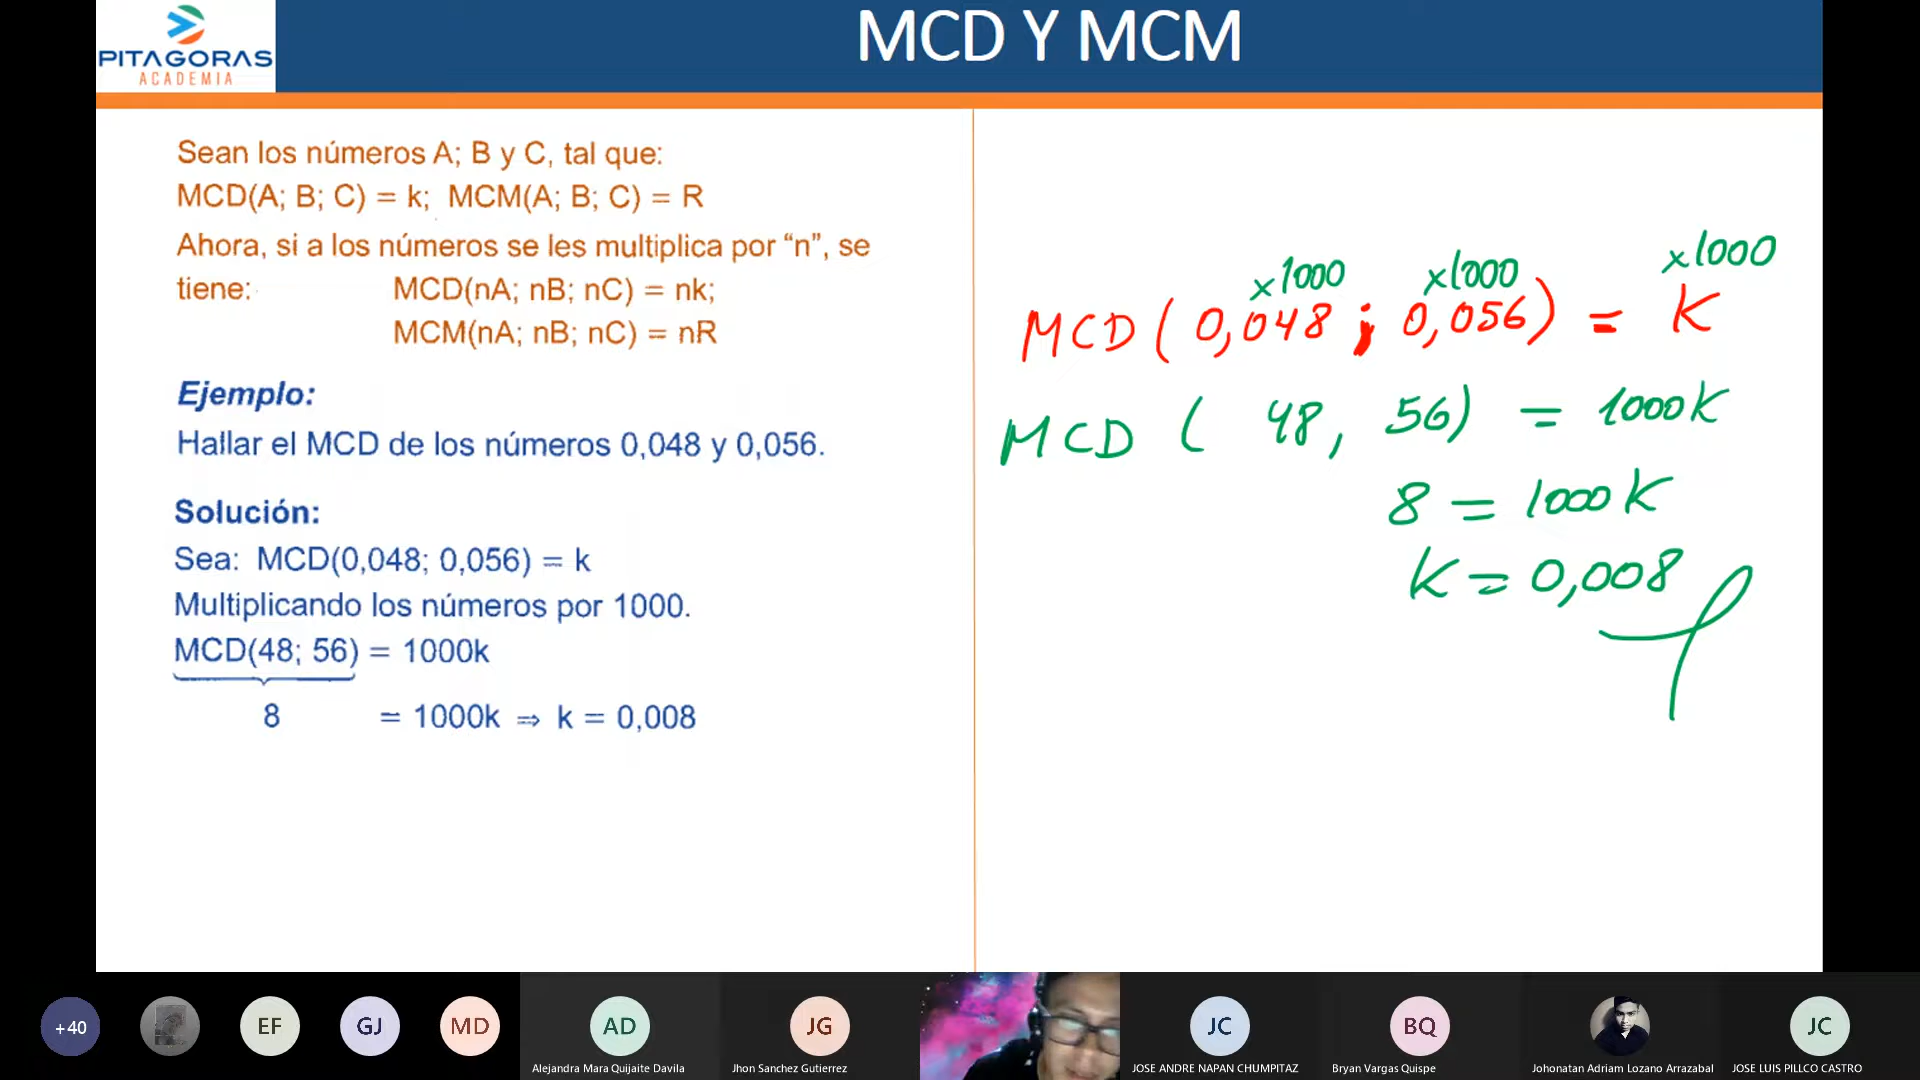 PITAGORAS
ACADEMIA
MCD Y MCM
Sean los números A; B y C, tal que:
MCD(A; B; C) = k; MCM(A; B; C) = R
Ahora, si a los números se les multiplica por “n”, se
tiene: MCD(nA; nB; nC) = nk;
MCM(nA; nB; nC) = nR
Ejemplo:
Hallar el MCD de los números 0,048 y 0,056.
Solución:
Sea: MCD(0,048; 0,056) = k
Multiplicando los números por 1000.
MCD(48; 56) = 1000k
8 = 1000k ⇒ k = 0,008
x1000 x1000 x1000
MCD ( 0,048 ; 0,056 ) = K
MCD ( 48, 56) = 1000K
8 = 1000K
K = 0,008
+40
EF
GJ
MD
AD
Alejandra Mara Quijaite Davila
JG
Jhon Sanchez Gutierrez
JC
JOSE ANDRE NAPAN CHUMPITAZ
BQ
Bryan Vargas Quispe
Johonatan Adriam Lozano Arrazabal
JC
JOSE LUIS PILLCO CASTRO